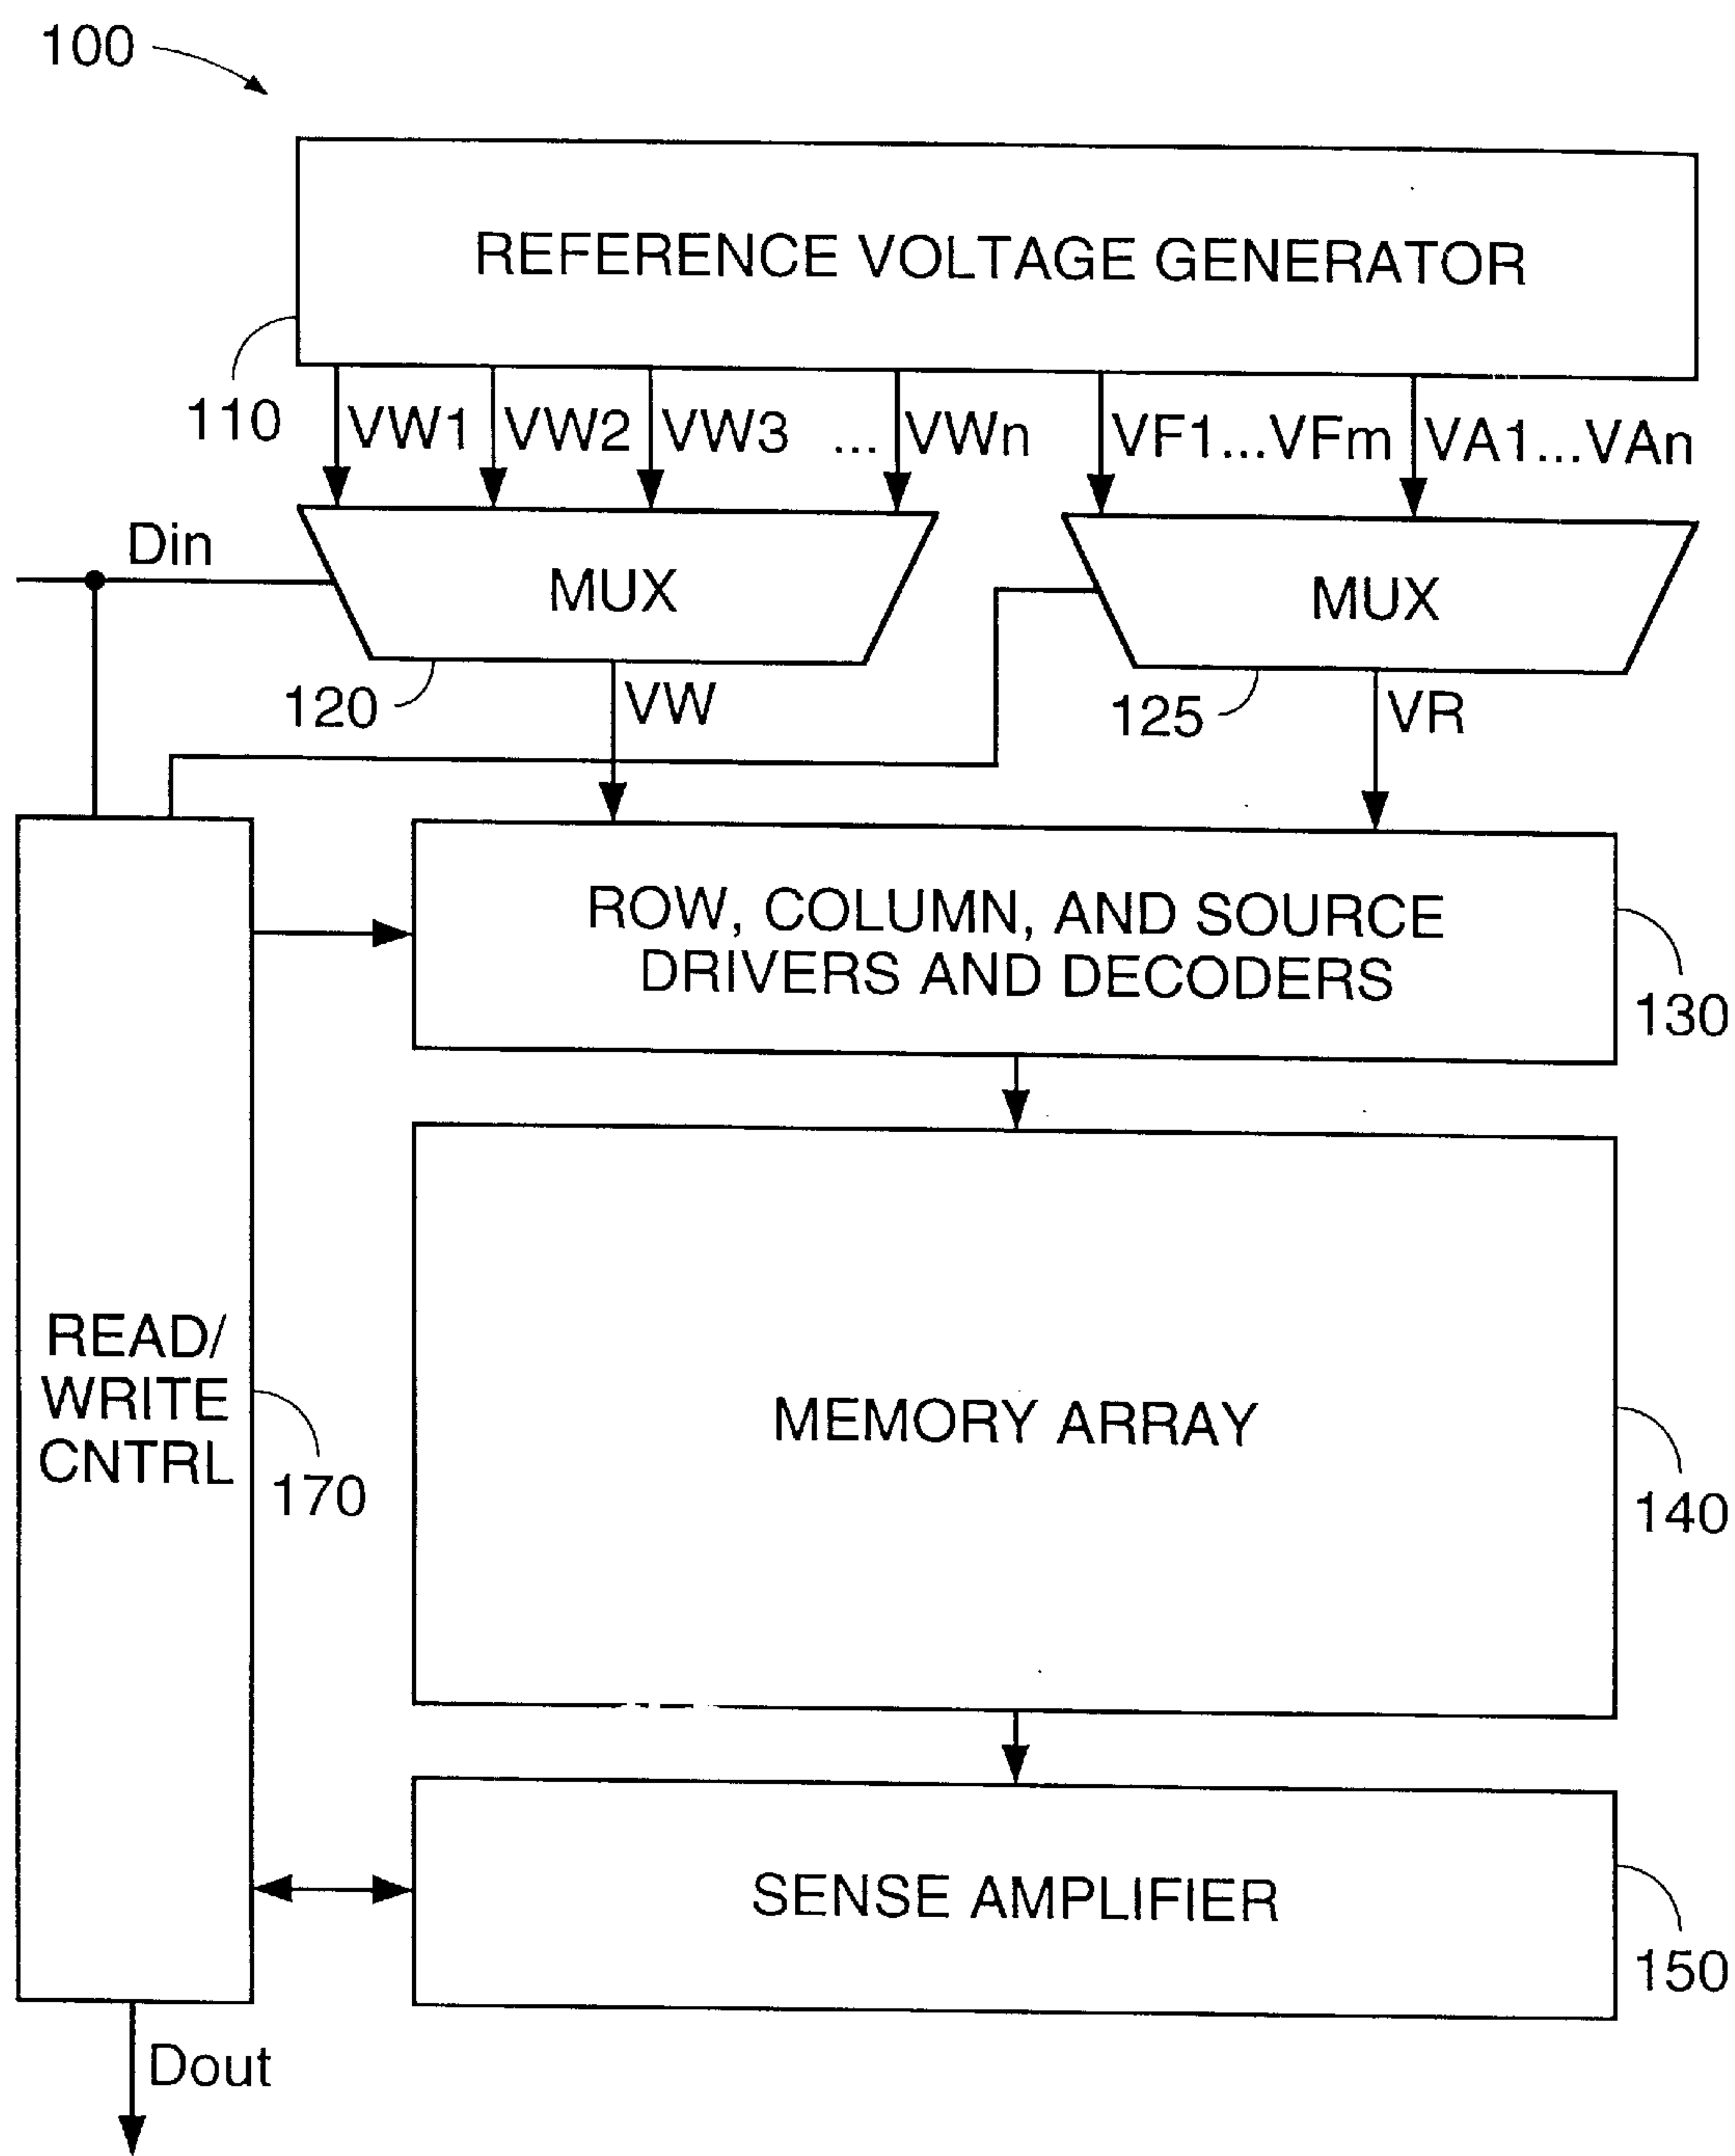 100
REFERENCE VOLTAGE GENERATOR
110
VW1
VW2
VW3
...
VWn
VF1...VFm
VA1...VAn
Din
MUX
MUX
120
VW
125
VR
ROW, COLUMN, AND SOURCE
DRIVERS AND DECODERS
130
READ/
WRITE
CNTRL
170
MEMORY ARRAY
140
SENSE AMPLIFIER
150
Dout